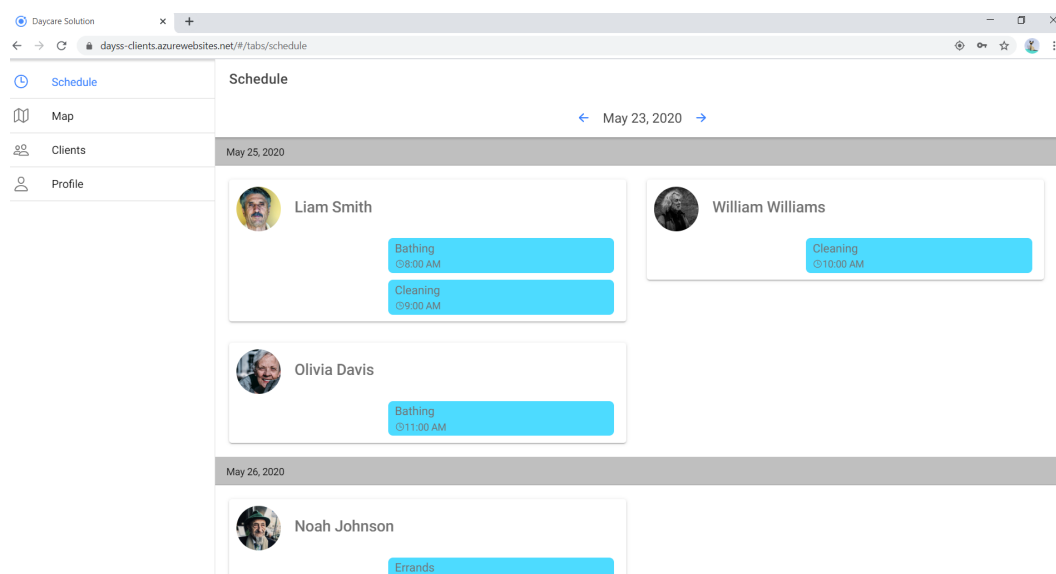 Daycare Solution
dayss-clients.azurewebsites.net/#/tabs/schedule
Schedule
Map
Clients
Profile
Schedule
May 23, 2020
May 25, 2020
Liam Smith
Bathing
8:00 AM
Cleaning
9:00 AM
William Williams
Cleaning
10:00 AM
Olivia Davis
Bathing
11:00 AM
May 26, 2020
Noah Johnson
Errands